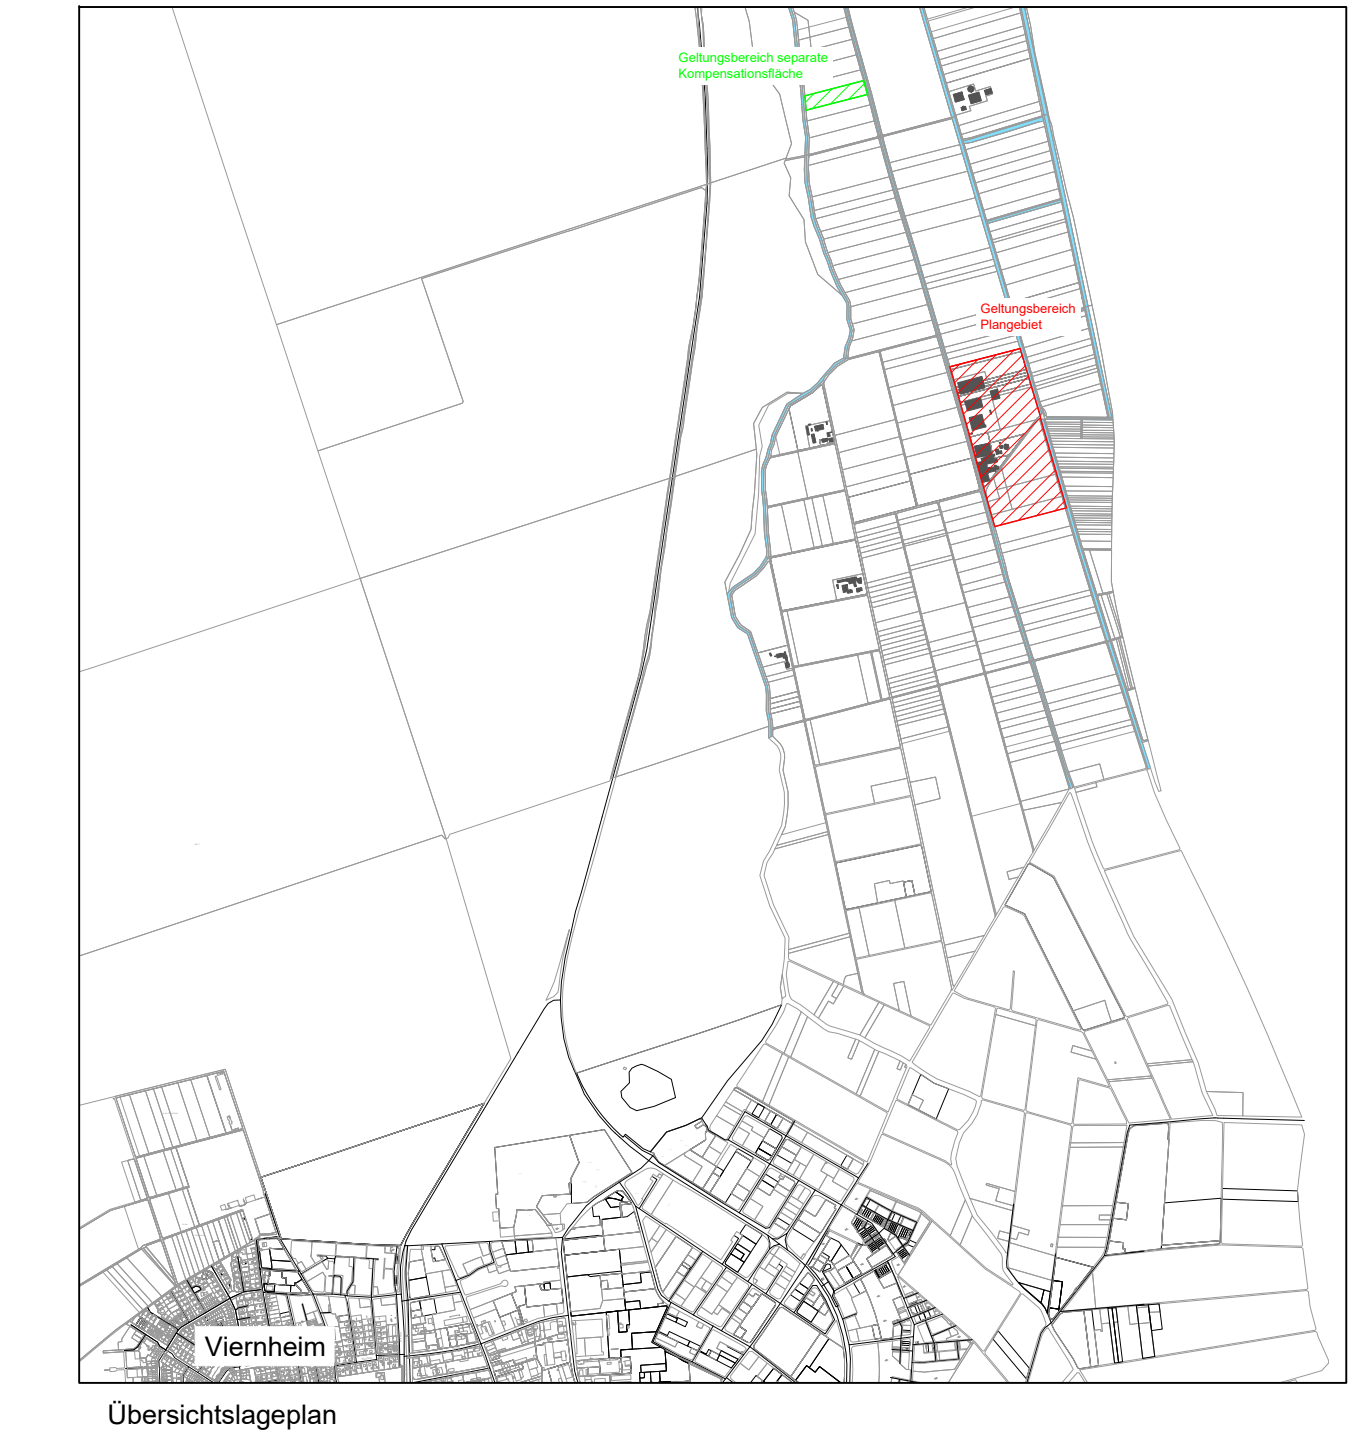 Geltungsbereich separate
Kompensationsfläche
Geltungsbereich
Plangebiet
Viernheim
Übersichtslageplan